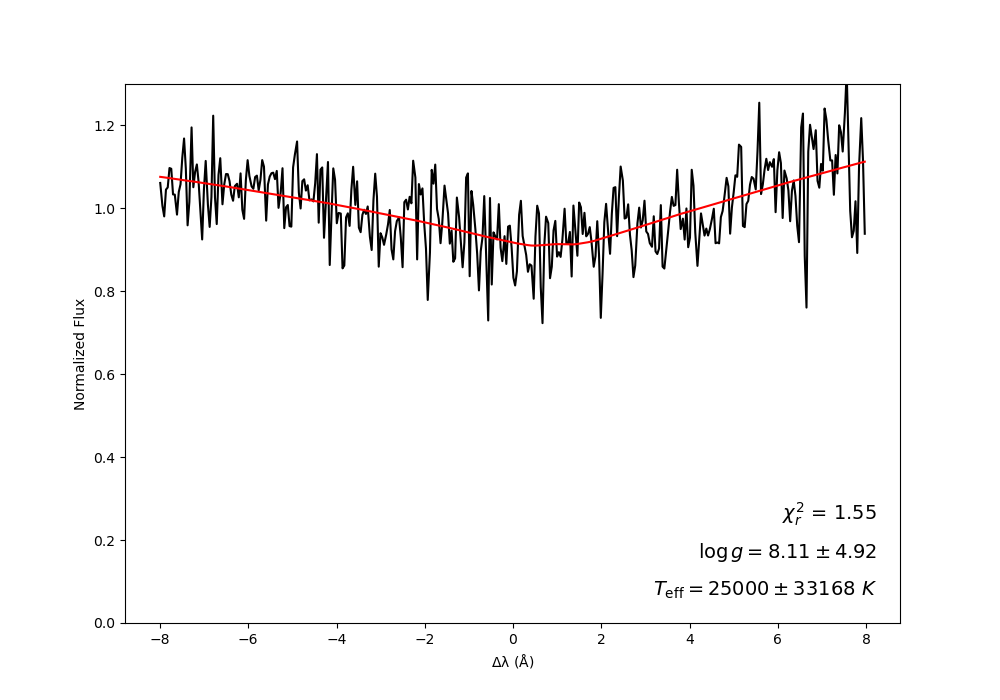 1.2
1.0
0.8
0.6
0.4
0.2
0.0
Normalized Flux
χ²ᵣ = 1.55
log g = 8.11 ± 4.92
T_eff = 25000 ± 33168 K
−8 −6 −4 −2 0 2 4 6 8
Δλ (Å)